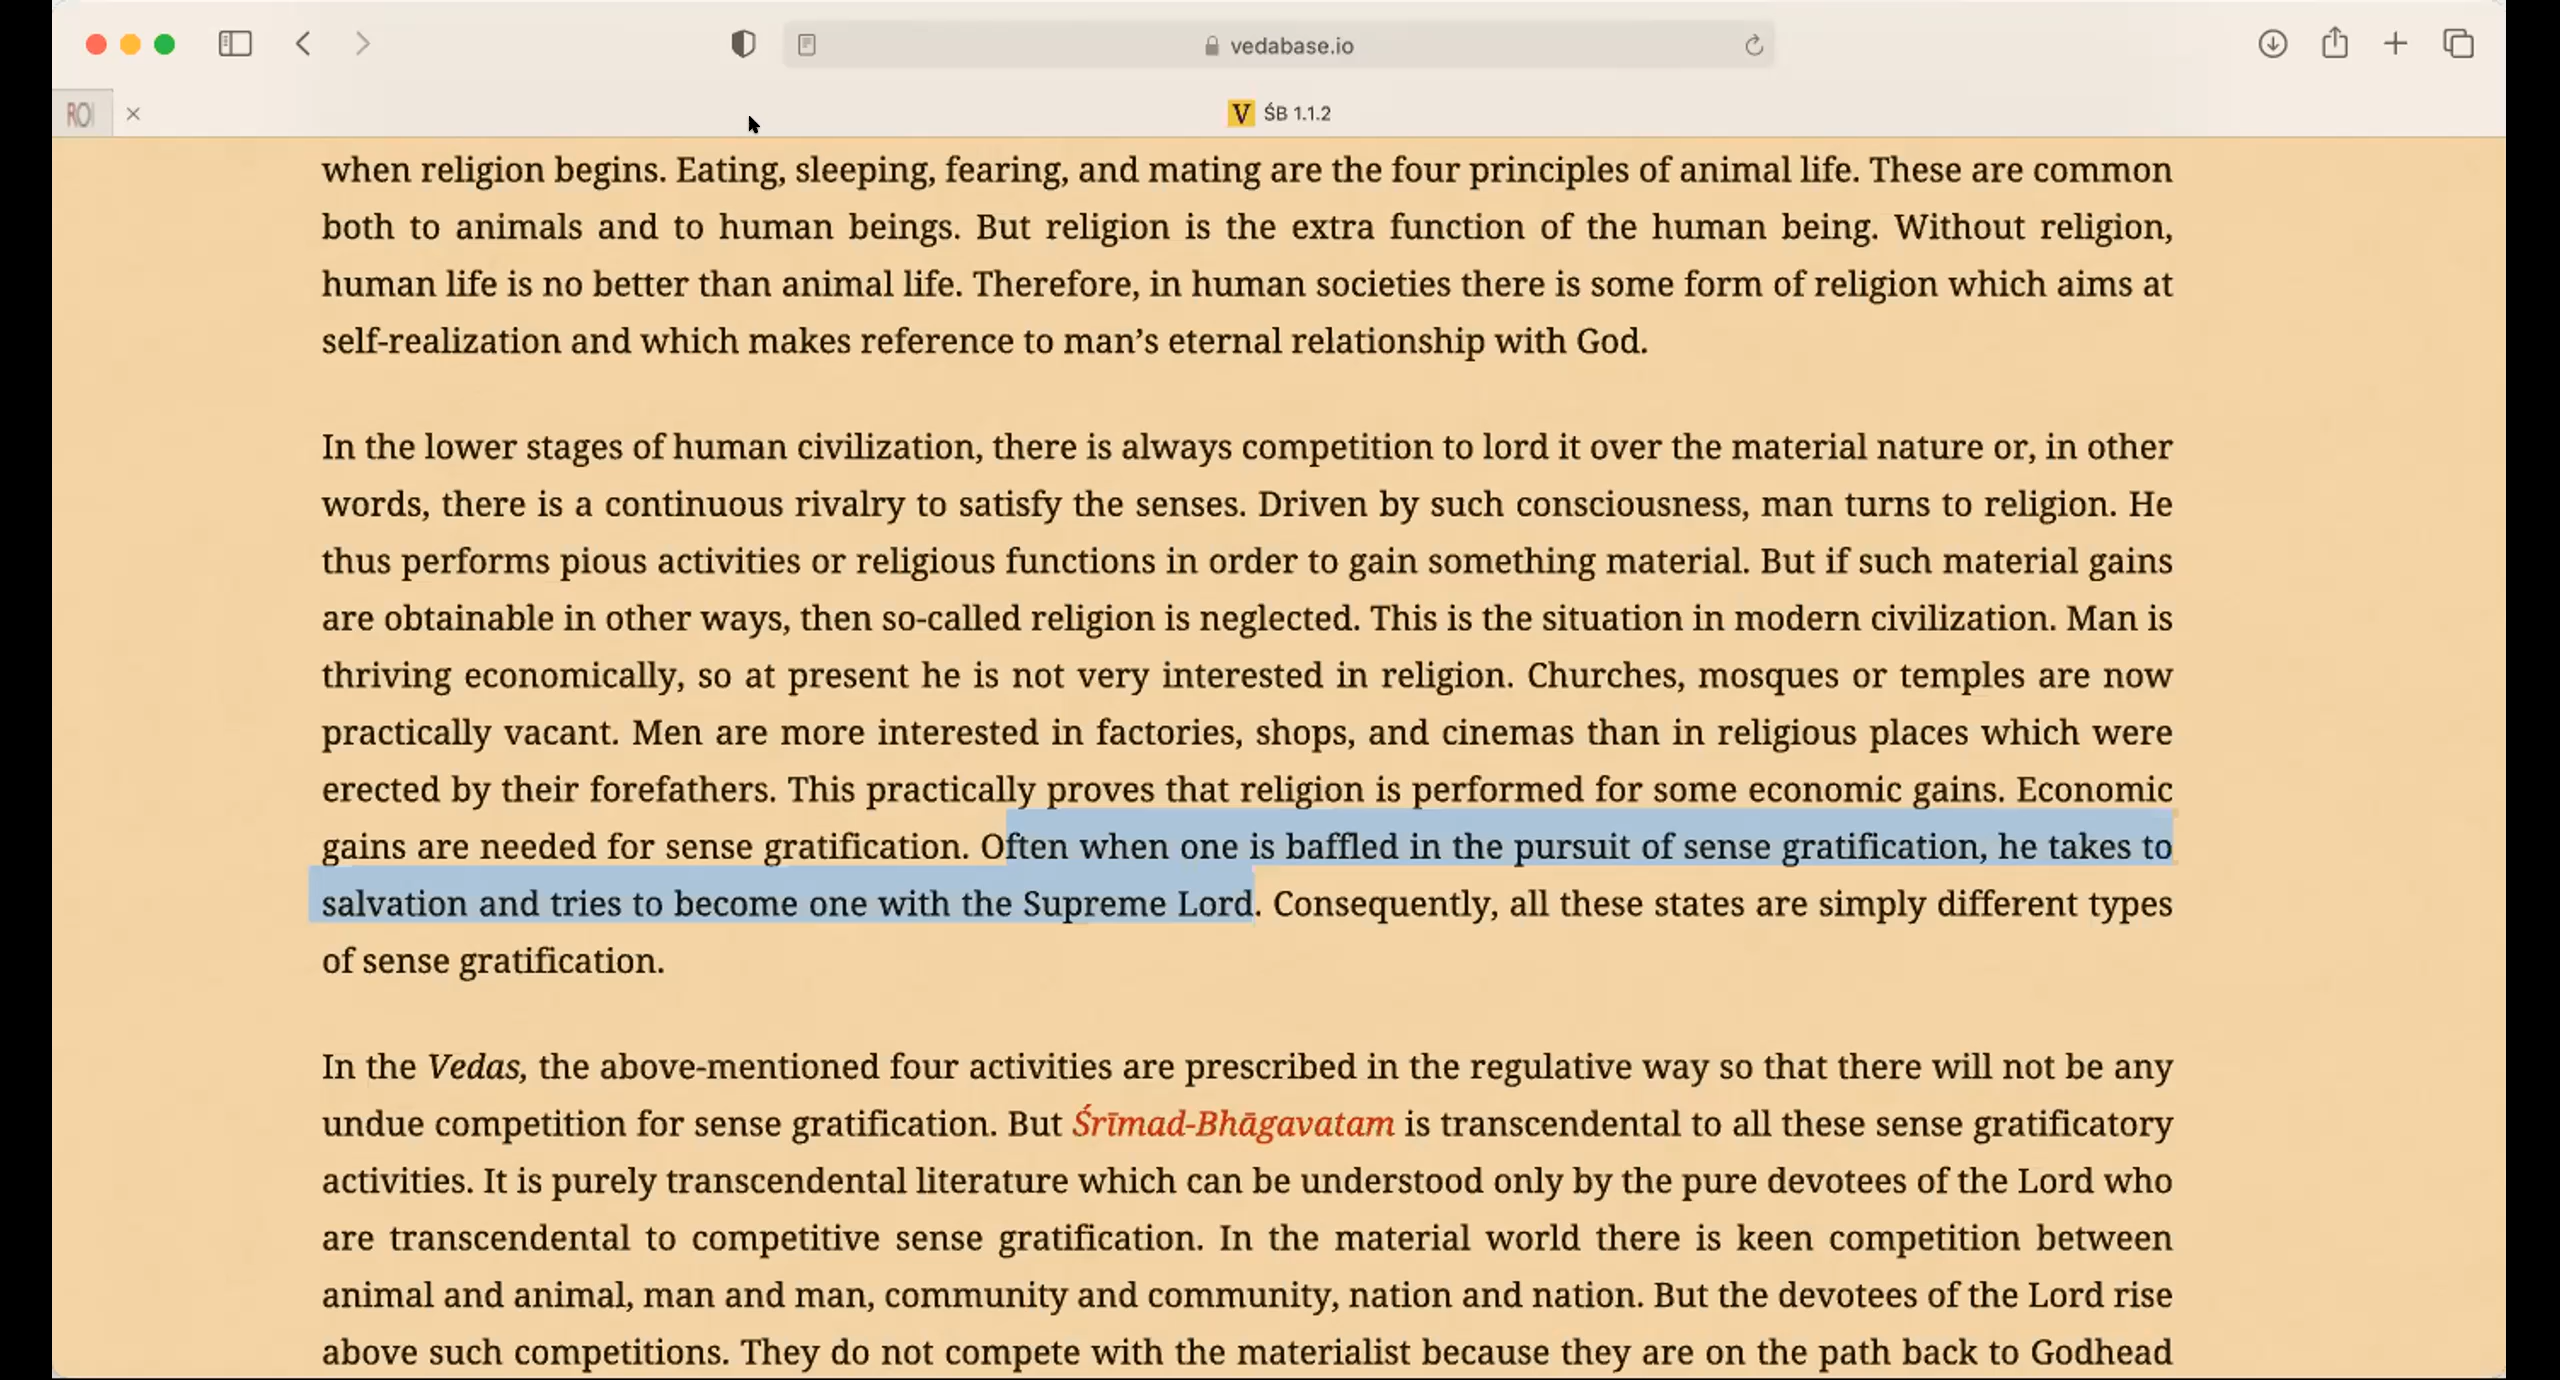 vedabase.io
ROI
V ŚB 1.1.2
when religion begins. Eating, sleeping, fearing, and mating are the four principles of animal life. These are common
both to animals and to human beings. But religion is the extra function of the human being. Without religion,
human life is no better than animal life. Therefore, in human societies there is some form of religion which aims at
self-realization and which makes reference to man’s eternal relationship with God.
In the lower stages of human civilization, there is always competition to lord it over the material nature or, in other
words, there is a continuous rivalry to satisfy the senses. Driven by such consciousness, man turns to religion. He
thus performs pious activities or religious functions in order to gain something material. But if such material gains
are obtainable in other ways, then so-called religion is neglected. This is the situation in modern civilization. Man is
thriving economically, so at present he is not very interested in religion. Churches, mosques or temples are now
practically vacant. Men are more interested in factories, shops, and cinemas than in religious places which were
erected by their forefathers. This practically proves that religion is performed for some economic gains. Economic
gains are needed for sense gratification. Often when one is baffled in the pursuit of sense gratification, he takes to
salvation and tries to become one with the Supreme Lord. Consequently, all these states are simply different types
of sense gratification.
In the Vedas, the above-mentioned four activities are prescribed in the regulative way so that there will not be any
undue competition for sense gratification. But Śrīmad-Bhāgavatam is transcendental to all these sense gratificatory
activities. It is purely transcendental literature which can be understood only by the pure devotees of the Lord who
are transcendental to competitive sense gratification. In the material world there is keen competition between
animal and animal, man and man, community and community, nation and nation. But the devotees of the Lord rise
above such competitions. They do not compete with the materialist because they are on the path back to Godhead